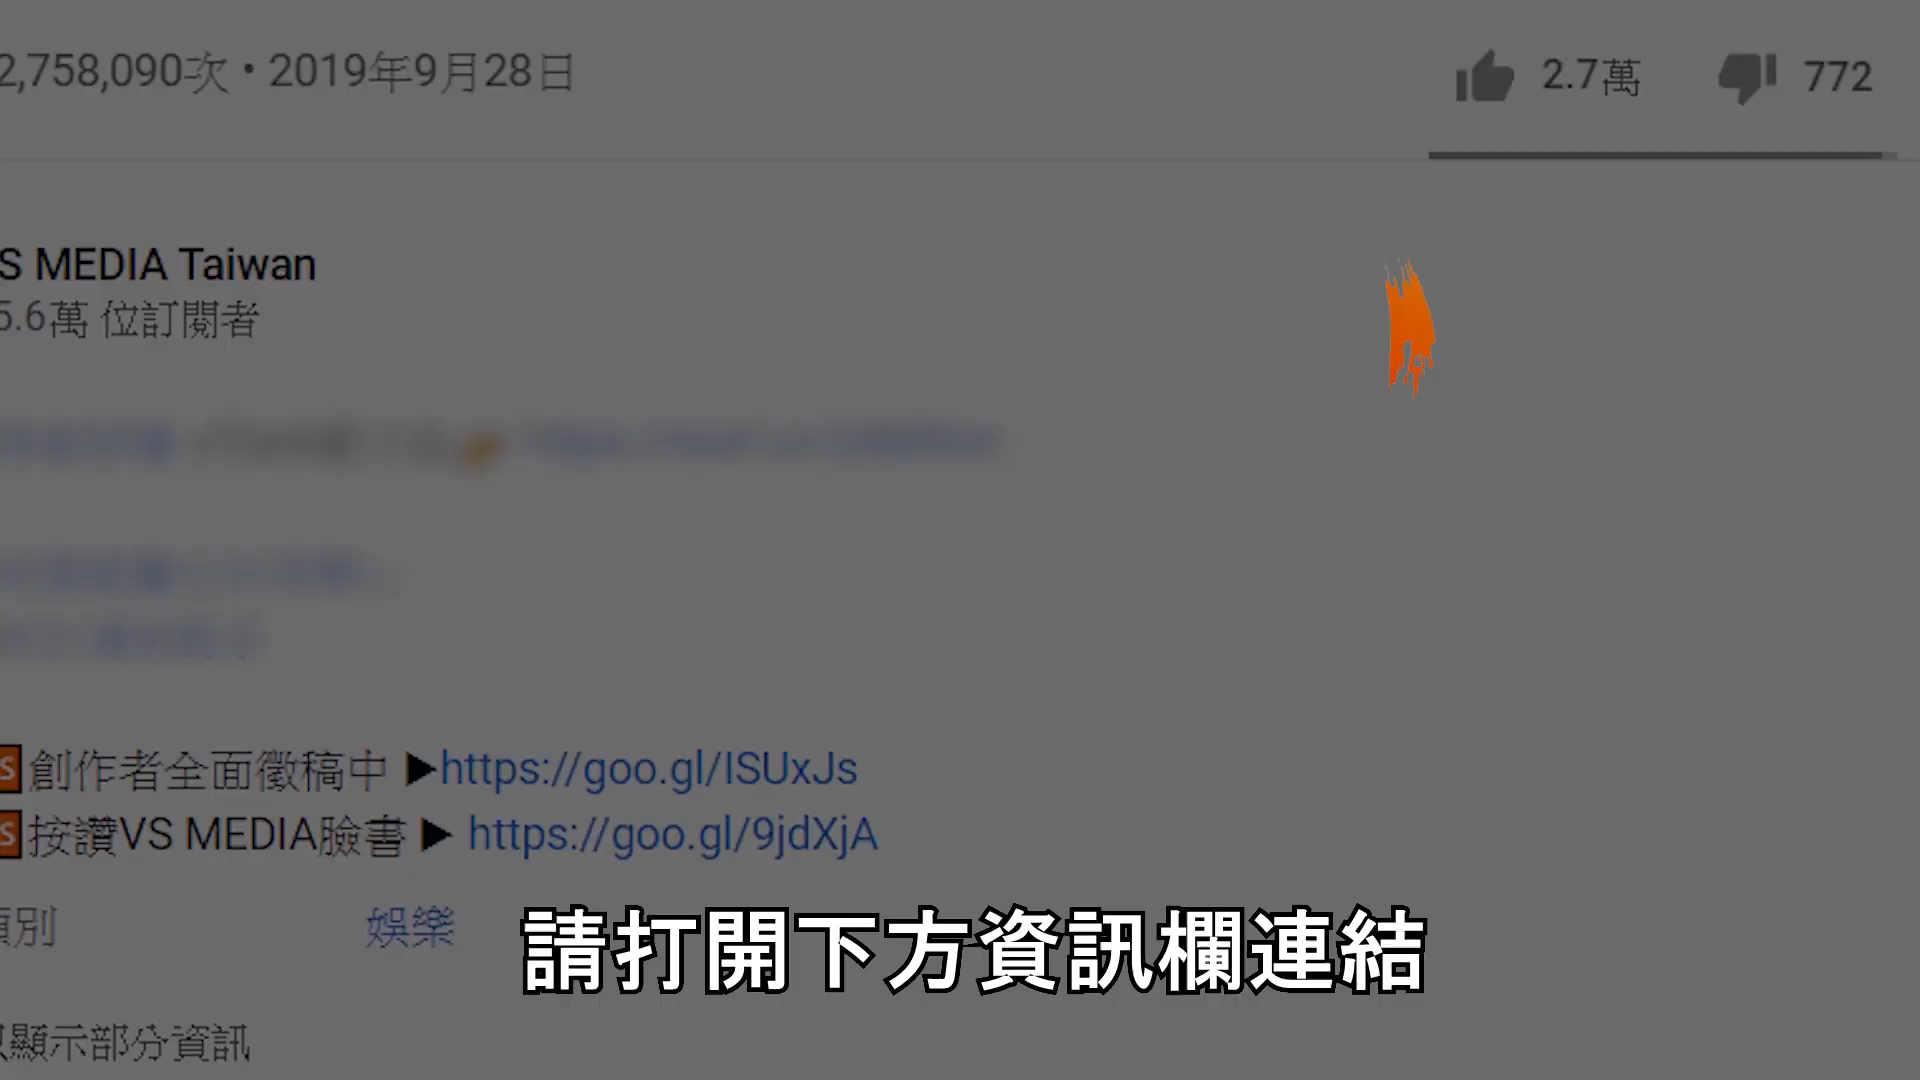 2,758,090次 • 2019年9月28日
2.7萬
772
S MEDIA Taiwan
5.6萬 位訂閱者
S創作者全面徵稿中 ▶https://goo.gl/ISUxJs
S按讚VS MEDIA臉書 ▶ https://goo.gl/9jdXjA
類別
娛樂
請打開下方資訊欄連結
只顯示部分資訊